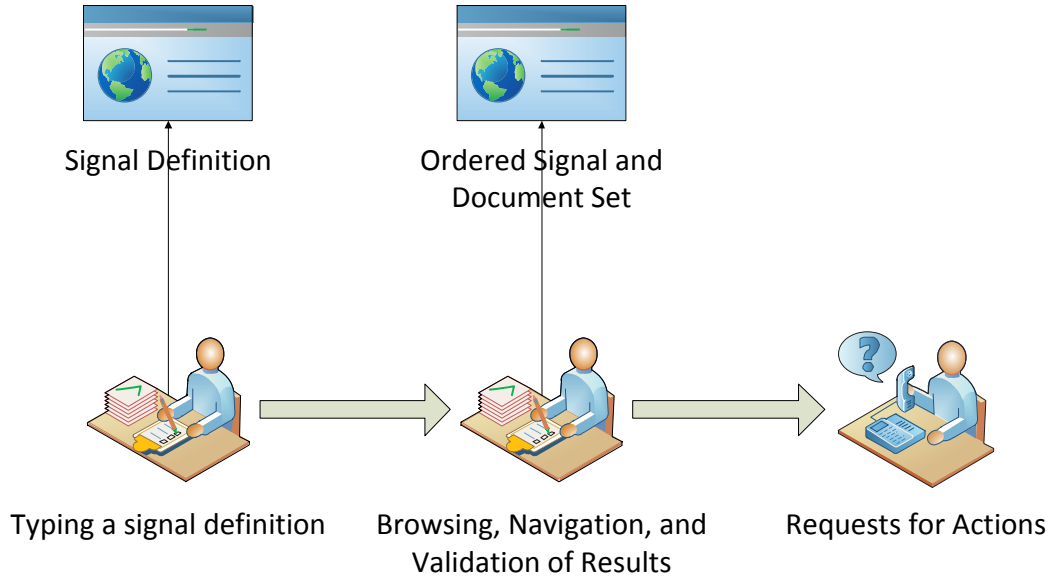 Signal Definition
Ordered Signal and
Document Set
?
Typing a signal definition
Browsing, Navigation, and
Validation of Results
Requests for Actions